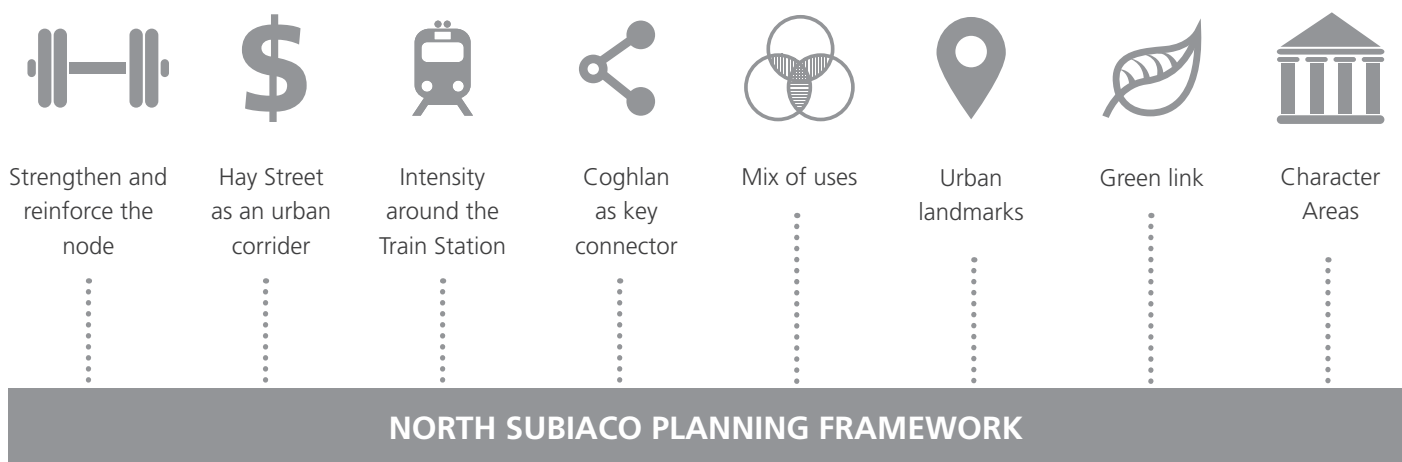 $
Strengthen and
reinforce the
node
Hay Street
as an urban
corrider
Intensity
around the
Train Station
Coghlan
as key
connector
Mix of uses
Urban
landmarks
Green link
Character
Areas
NORTH SUBIACO PLANNING FRAMEWORK